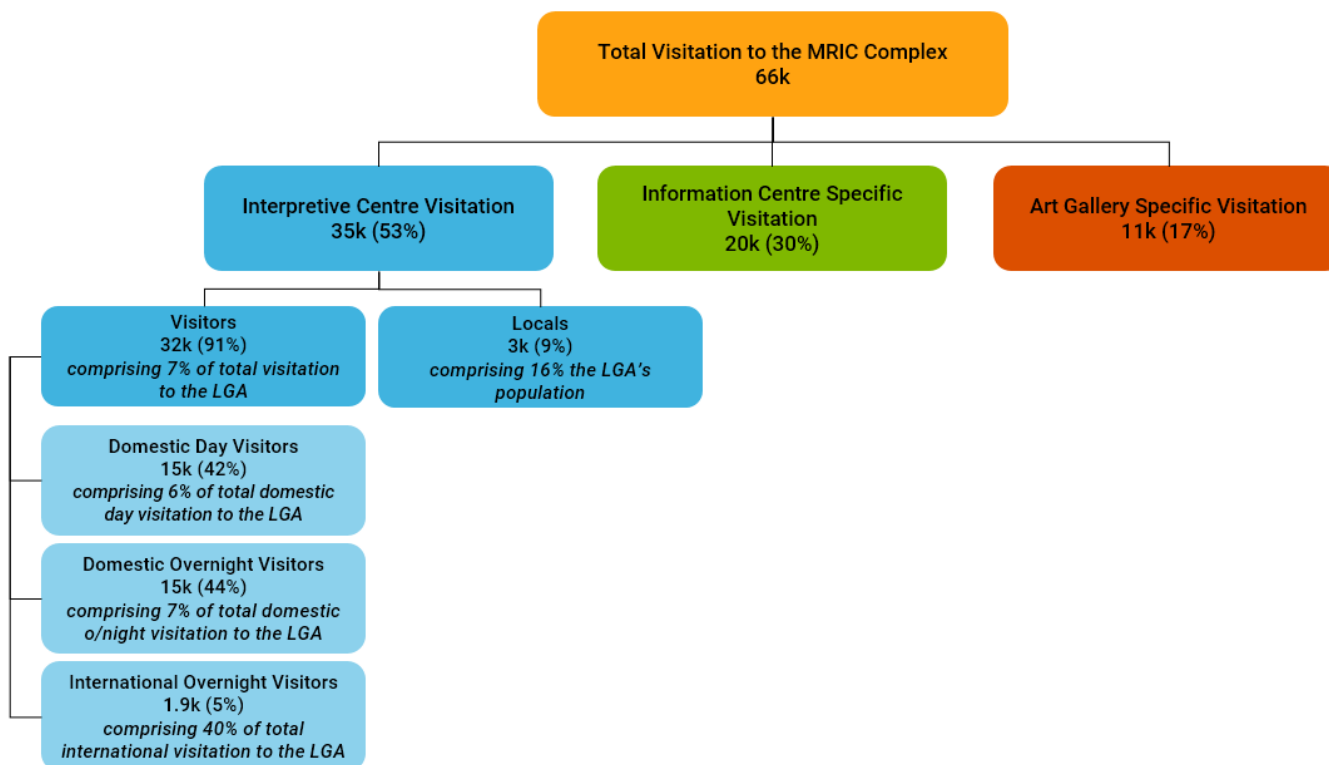 Total Visitation to the MRIC Complex
66k
Interpretive Centre Visitation
35k (53%)
Information Centre Specific
Visitation
20k (30%)
Art Gallery Specific Visitation
11k (17%)
Visitors
32k (91%)
comprising 7% of total visitation
to the LGA
Locals
3k (9%)
comprising 16% the LGA's
population
Domestic Day Visitors
15k (42%)
comprising 6% of total domestic
day visitation to the LGA
Domestic Overnight Visitors
15k (44%)
comprising 7% of total domestic
o/night visitation to the LGA
International Overnight Visitors
1.9k (5%)
comprising 40% of total
international visitation to the LGA